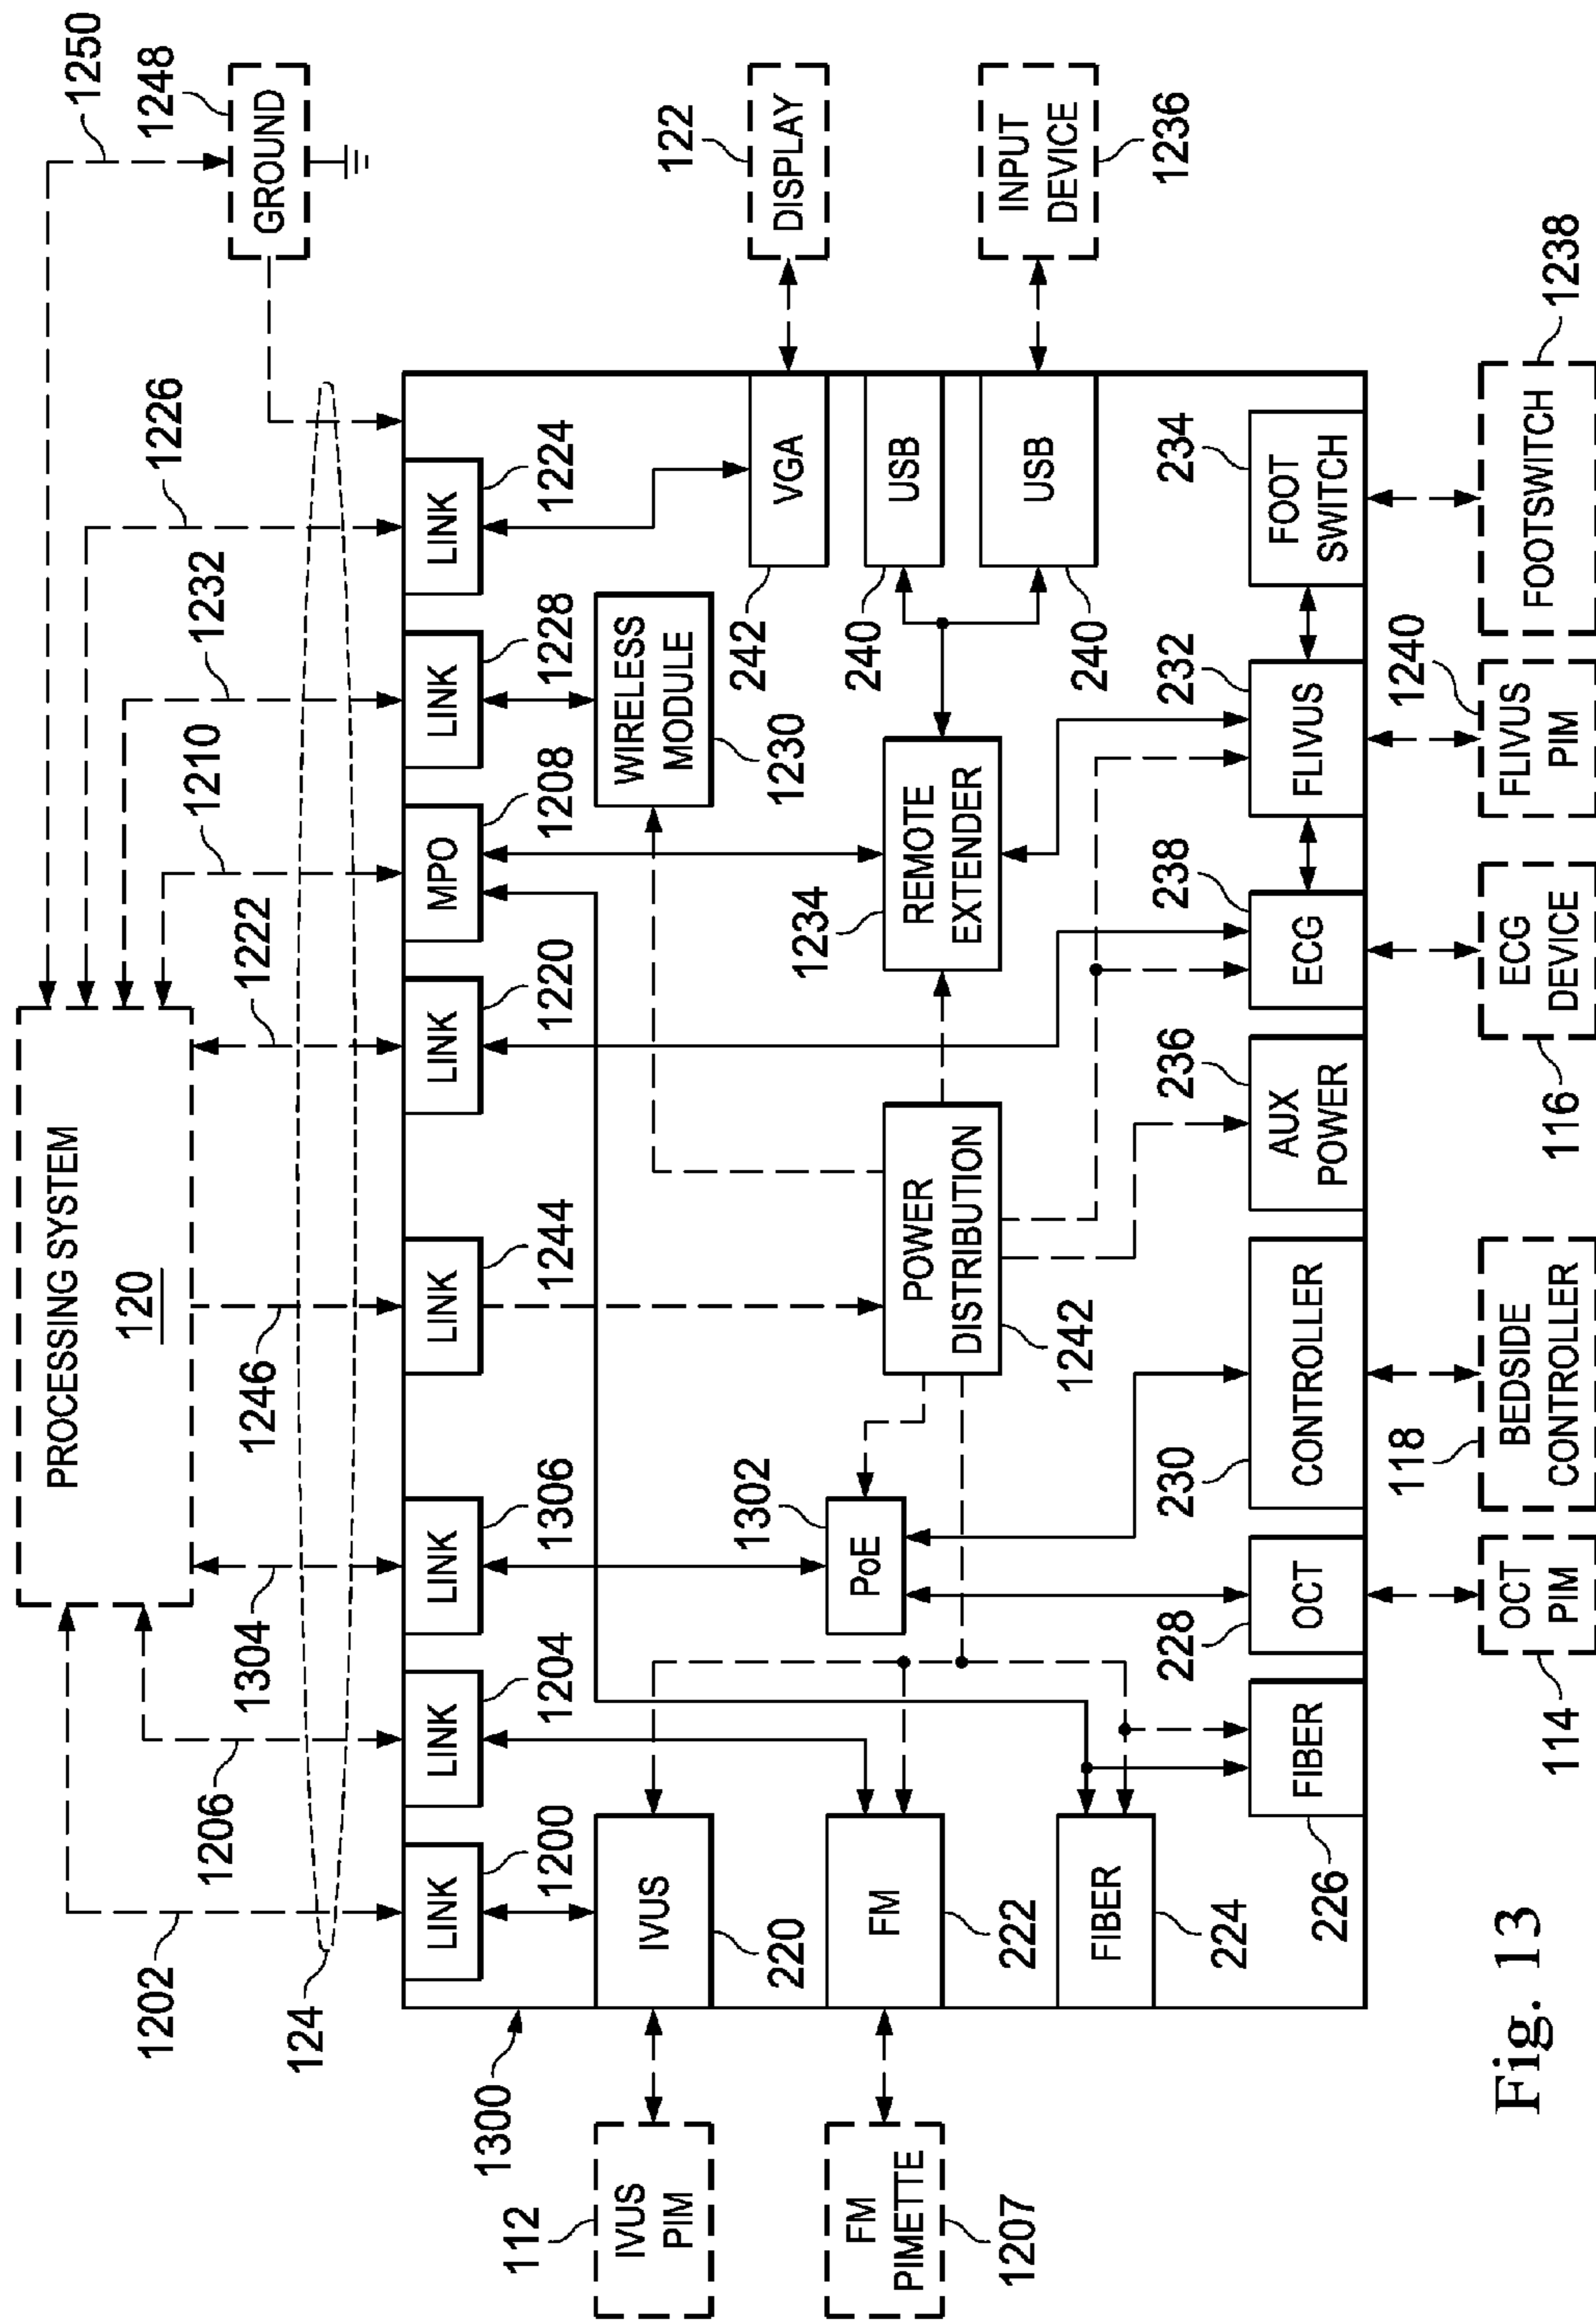 PROCESSING SYSTEM
120
1250
1248
GROUND
1202
1206
1304
1246
1222
1210
1232
1226
124
LINK
1200
LINK
1204
LINK
1306
LINK
1244
LINK
1220
MPO
1208
LINK
1228
LINK
1224
1300
112
IVUS
PIM
IVUS
220
WIRELESS
MODULE
1230
VGA
242
122
DISPLAY
FM
PIMETTE
1207
FM
222
PoE
1302
POWER
DISTRIBUTION
1242
REMOTE
EXTENDER
1234
USB
240
USB
240
INPUT
DEVICE
1236
FIBER
224
FIBER
226
OCT
228
CONTROLLER
230
AUX
POWER
236
ECG
238
FLIVUS
232
FOOT
SWITCH
234
OCT
PIM
114
BEDSIDE
CONTROLLER
118
ECG
DEVICE
116
FLIVUS
PIM
1240
FOOTSWITCH
1238
Fig. 13